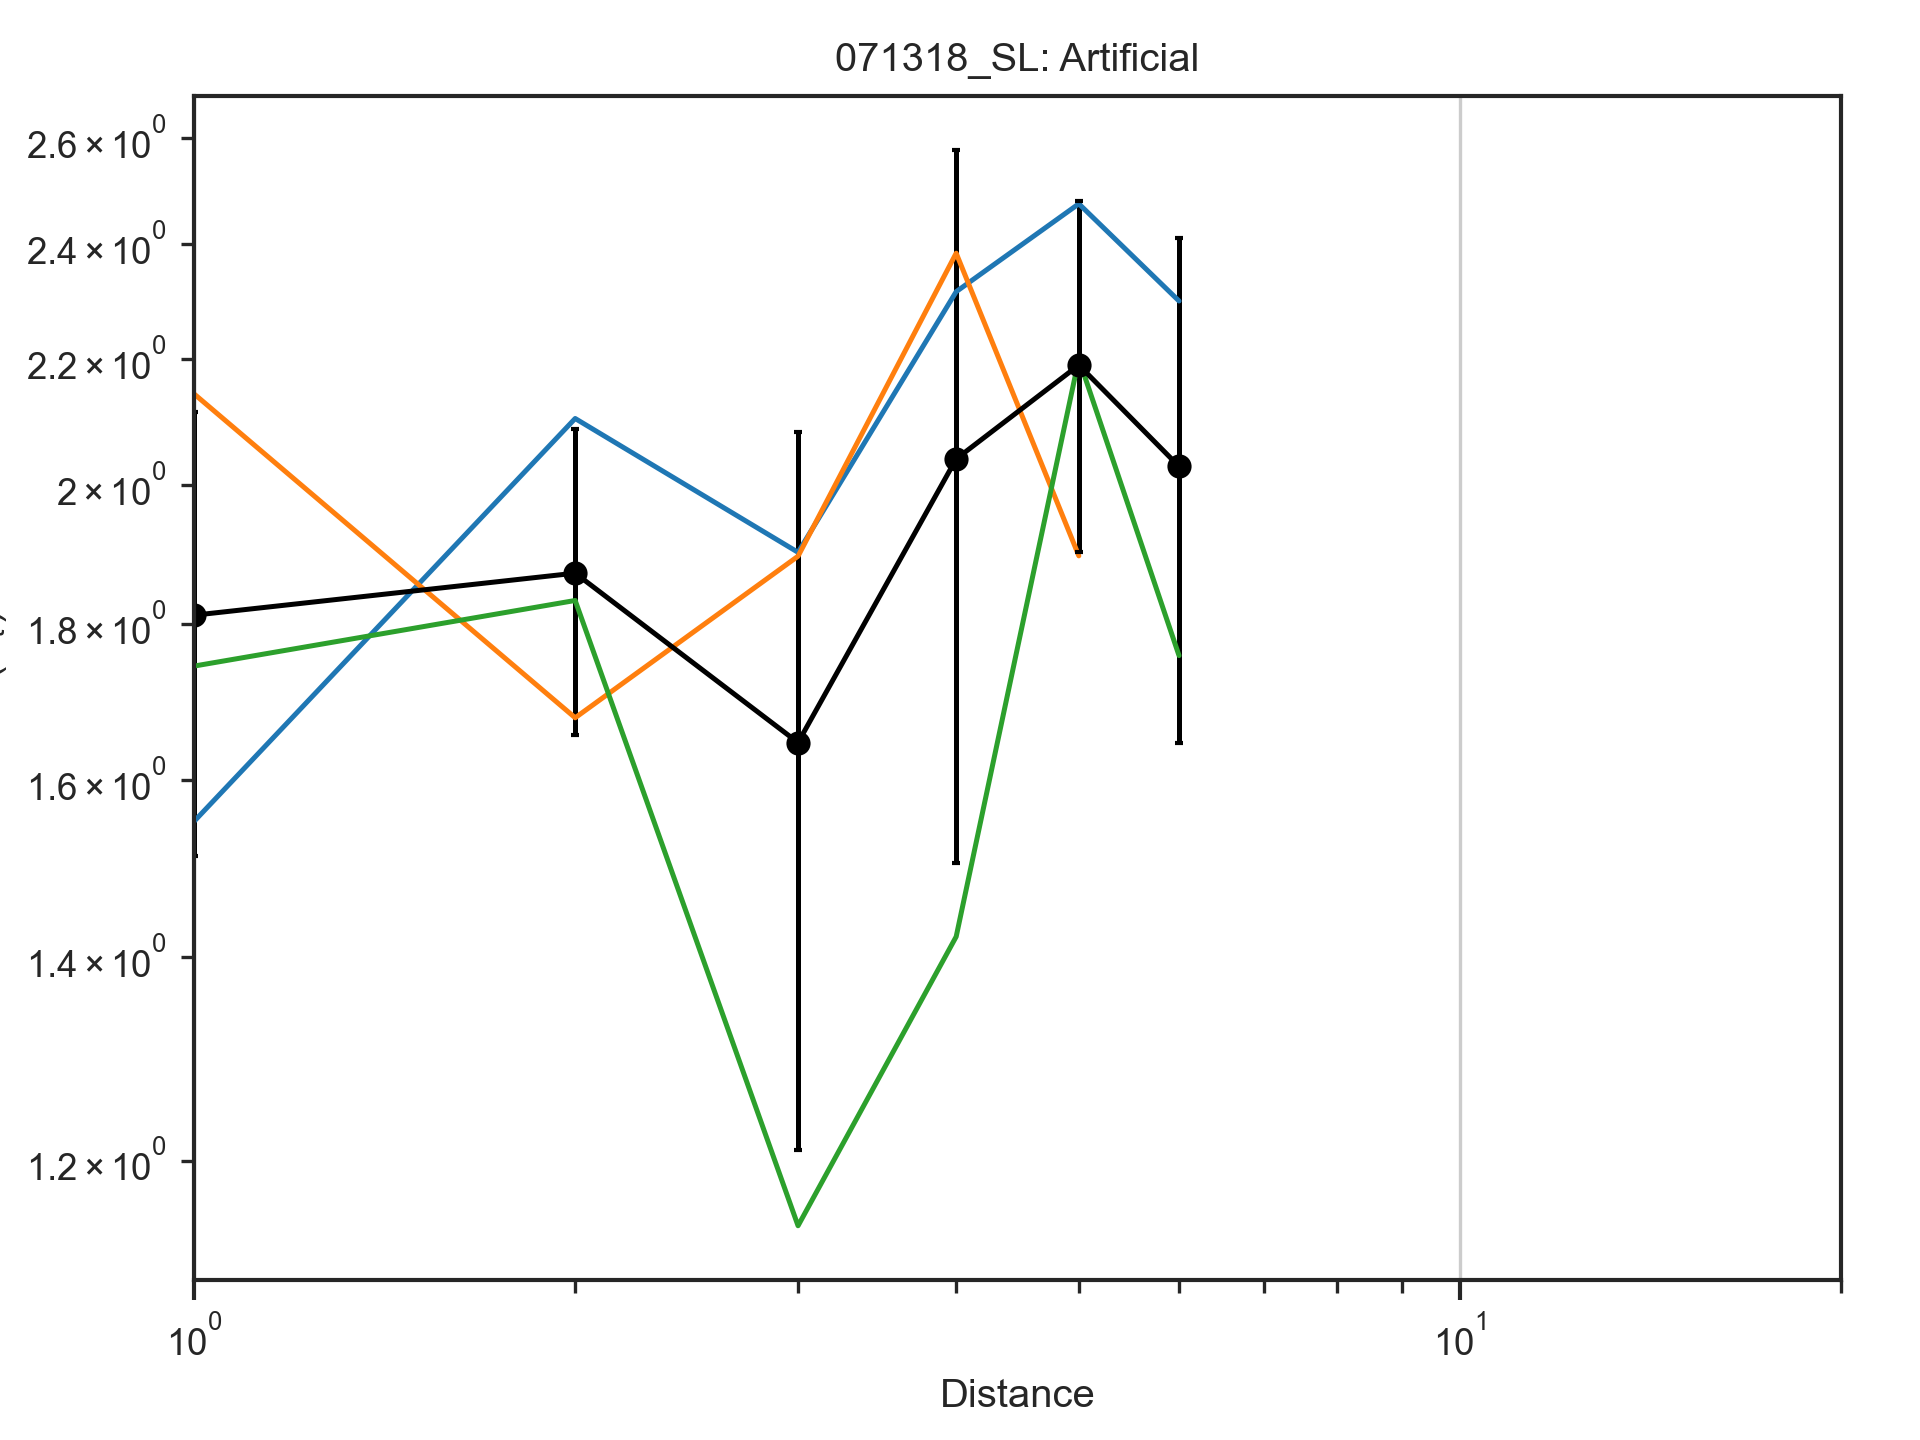 071318_SL: Artificial
2.6 × 10⁰
2.4 × 10⁰
2.2 × 10⁰
2 × 10⁰
1.8 × 10⁰
1.6 × 10⁰
1.4 × 10⁰
1.2 × 10⁰
10⁰ 10¹
Distance